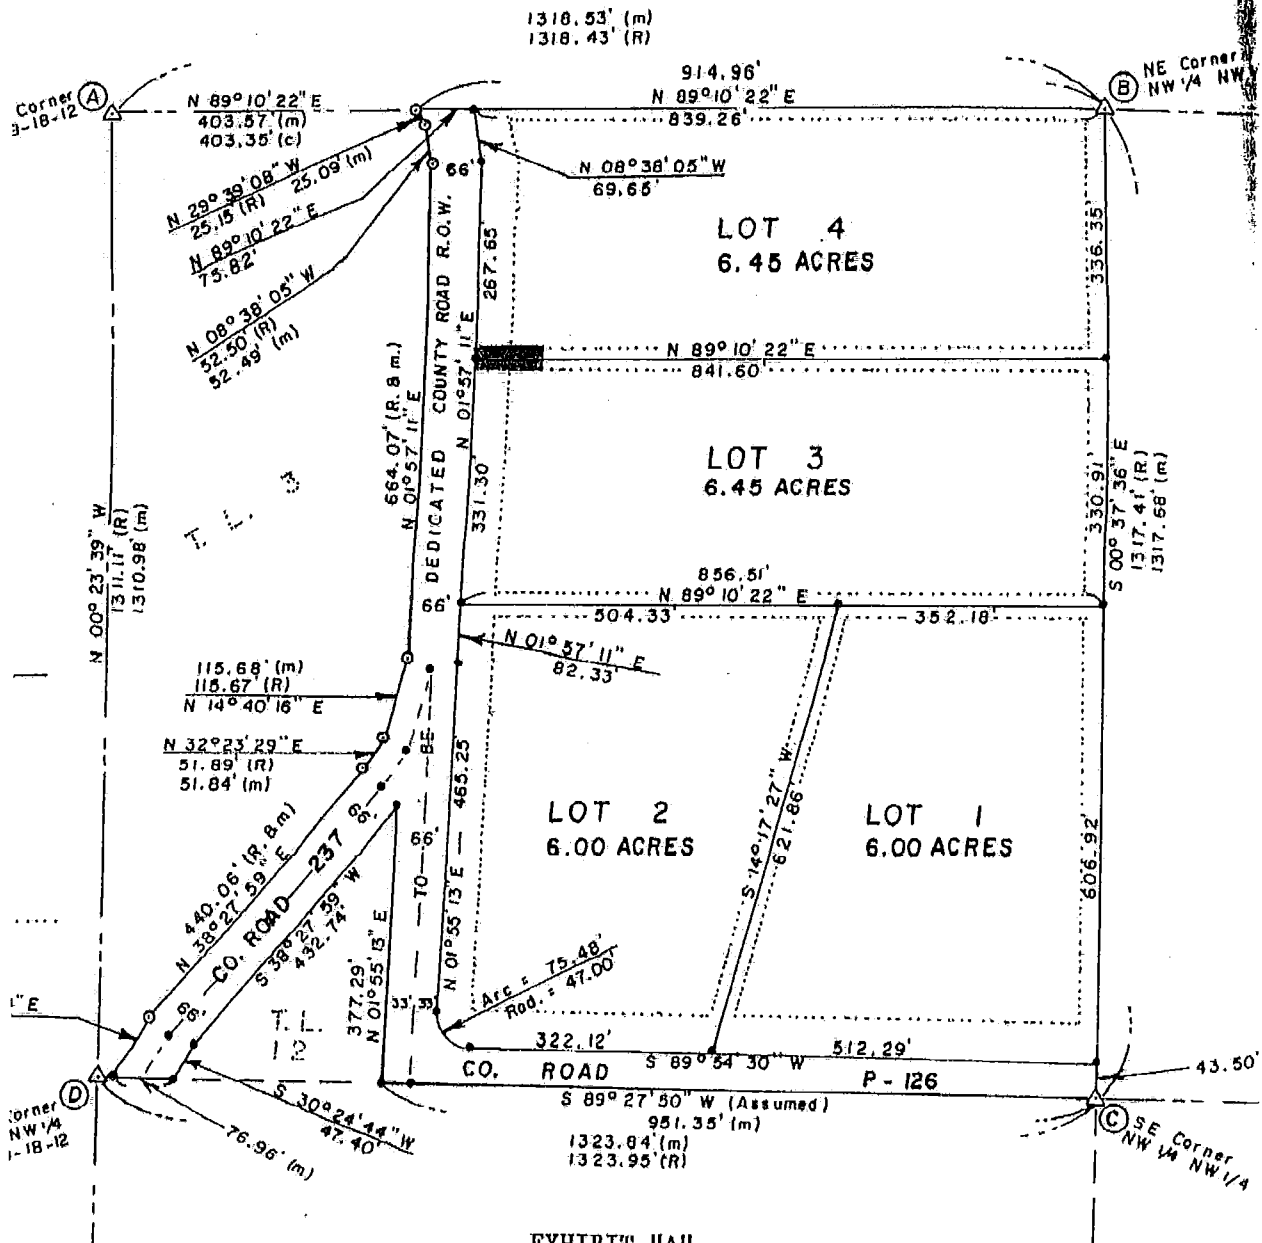 1318.53' (m)
1318.43' (R)
914.96'
N 89° 10' 22" E
839.26'
NE Corner
NW 1/4 NW
B
Corner
3-18-12
A
N 89° 10' 22" E
403.57' (m)
403.35' (c)
N 29° 39' 08" W
25.15' (R) 25.09' (m)
N 89° 10' 22" E
75.82'
N 08° 38' 05" W
52.50' (R)
52.49' (m)
66'
N 08° 38' 05" W
69.65'
LOT 4
6.45 ACRES
336.35'
267.65'
N 01° 57' 11" E
DEDICATED COUNTY ROAD R.O.W.
664.07' (R. & m.)
N 01° 57' 11" E
N 89° 10' 22" E
841.60'
T. L. 3
LOT 3
6.45 ACRES
331.30'
330.91'
S 00° 37' 36" E
1317.41' (R)
1317.68' (m)
N 00° 23' 39" W
1311.11' (R)
1310.98' (m)
856.51'
N 89° 10' 22" E
504.33'
352.18'
66'
N 01° 57' 11" E
82.33'
115.68' (m)
115.67' (R)
N 14° 40' 16" E
N 32° 23' 29" E
51.89' (R)
51.84' (m)
TO BE
66'
66'
465.25
N 01° 55' 13" E
LOT 2
6.00 ACRES
S 14° 17' 27" W
621.86'
LOT 1
6.00 ACRES
606.92'
440.06' (R. & m)
N 38° 27' 59" E
CO. ROAD 237
S 38° 27' 59" W
432.74'
66'
377.29'
N 01° 55' 13" E
33' 33'
Arc = 75.48'
Rad. = 47.00'
" E
T. L.
12
322.12'
512.29'
S 89° 54' 30" W
CO. ROAD P-126
43.50'
S 89° 27' 50" W (Assumed)
951.35' (m)
1323.84' (m)
1323.95' (R)
S 30° 24' 44" W
47.40'
76.96' (m)
D
Corner
NW 1/4
1-18-12
C
SE Corner
NW 1/4 NW 1/4
EXHIBIT "A"